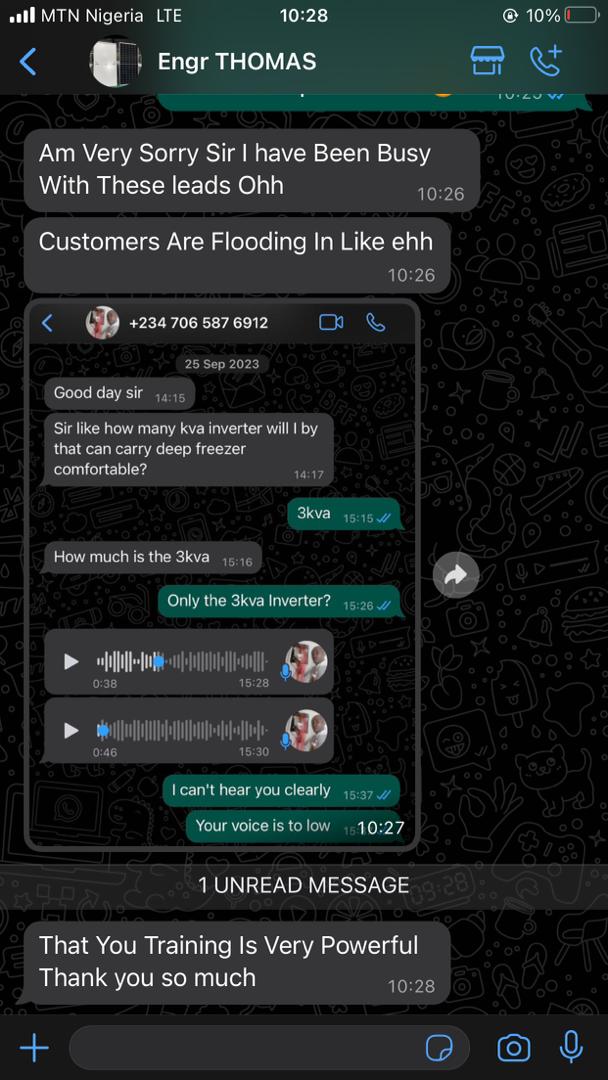 MTN Nigeria LTE 10:28 10%
Engr THOMAS
Am Very Sorry Sir I have Been Busy
With These leads Ohh
10:26
Customers Are Flooding In Like ehh
10:26
+234 706 587 6912
25 Sep 2023
Good day sir 14:15
Sir like how many kva inverter will I by
that can carry deep freezer
comfortable? 14:17
3kva 15:15
How much is the 3kva 15:16
Only the 3kva Inverter? 15:26
0:38 15:28
0:46 15:30
I can't hear you clearly 15:37
Your voice is to low 10:27
1 UNREAD MESSAGE
That You Training Is Very Powerful
Thank you so much 10:28